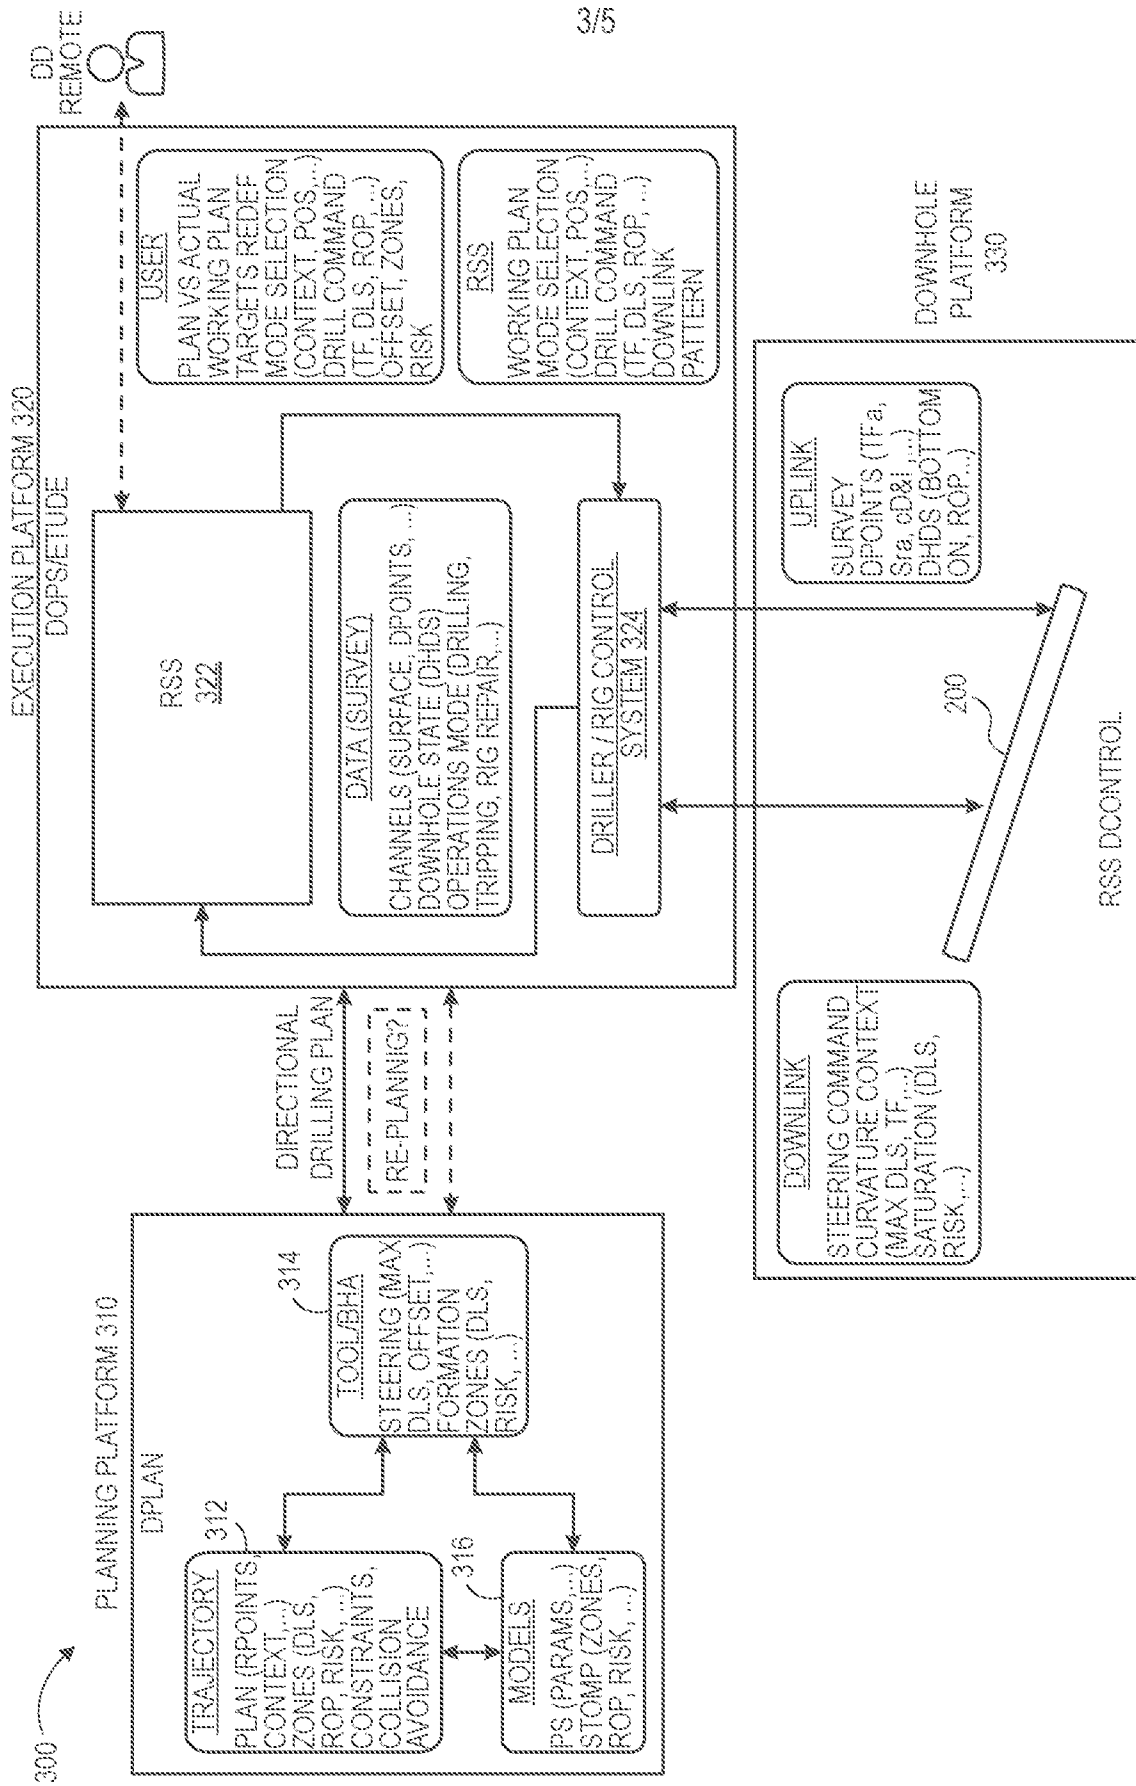 3/5
300
PLANNING PLATFORM 310
DPLAN
TRAJECTORY
PLAN (RPOINTS,
CONTEXT,...)
ZONES (DLS,
ROP, RISK, ...)
CONSTRAINTS,
COLLISION
AVOIDANCE
312
MODELS
PS (PARAMS,...)
STOMP (ZONES,
ROP, RISK, ...)
316
TOOL/BHA
STEERING (MAX
DLS, OFFSET,...)
FORMATION
ZONES (DLS,
RISK, ...)
314
DIRECTIONAL
DRILLING PLAN
RE-PLANNIG?
EXECUTION PLATFORM 320
DOPS/ETUDE
RSS
322
DATA (SURVEY)
CHANNELS (SURFACE, DPOINTS, ...)
DOWNHOLE STATE (DHDS)
OPERATIONS MODE (DRILLING,
TRIPPING, RIG REPAIR,...)
DRILLER / RIG CONTROL
SYSTEM 324
USER
PLAN VS ACTUAL
WORKING PLAN
TARGETS REDEF
MODE SELECTION
(CONTEXT, POS,...)
DRILL COMMAND
(TF, DLS, ROP, ...)
OFFSET, ZONES,
RISK
RSS
WORKING PLAN
MODE SELECTION
(CONTEXT, POS,...)
DRILL COMMAND
(TF, DLS, ROP, ...)
DOWNLINK
PATTERN
DD
REMOTE
DOWNLINK
STEERING COMMAND
CURVATURE CONTEXT
(MAX DLS, TF,...)
SATURATION (DLS,
RISK,...)
200
RSS DCONTROL
UPLINK
SURVEY
DPOINTS (TFa,
Sra, cD&I ,...)
DHDS (BOTTOM
ON, ROP...)
DOWNHOLE
PLATFORM
330